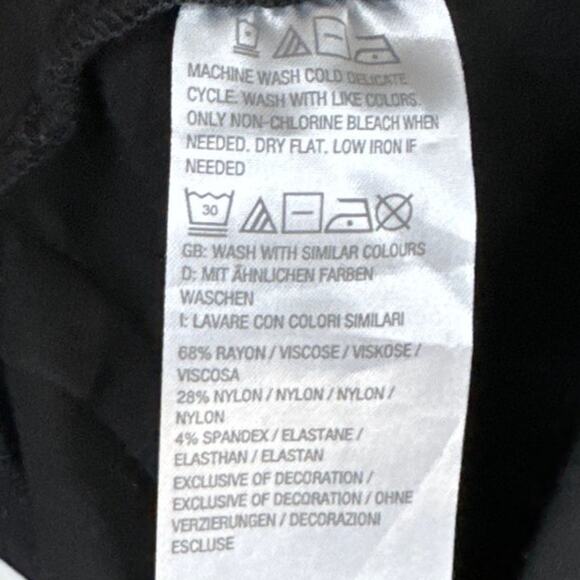 MACHINE WASH COLD DELICATE
CYCLE. WASH WITH LIKE COLORS.
ONLY NON-CHLORINE BLEACH WHEN
NEEDED. DRY FLAT. LOW IRON IF
NEEDED
30
GB: WASH WITH SIMILAR COLOURS
D: MIT ÄHNLICHEN FARBEN
WASCHEN
I: LAVARE CON COLORI SIMILARI
68% RAYON / VISCOSE / VISKOSE /
VISCOSA
28% NYLON / NYLON / NYLON /
NYLON
4% SPANDEX / ELASTANE /
ELASTHAN / ELASTAN
EXCLUSIVE OF DECORATION /
EXCLUSIVE OF DECORATION / OHNE
VERZIERUNGEN / DECORAZIONI
ESCLUSE